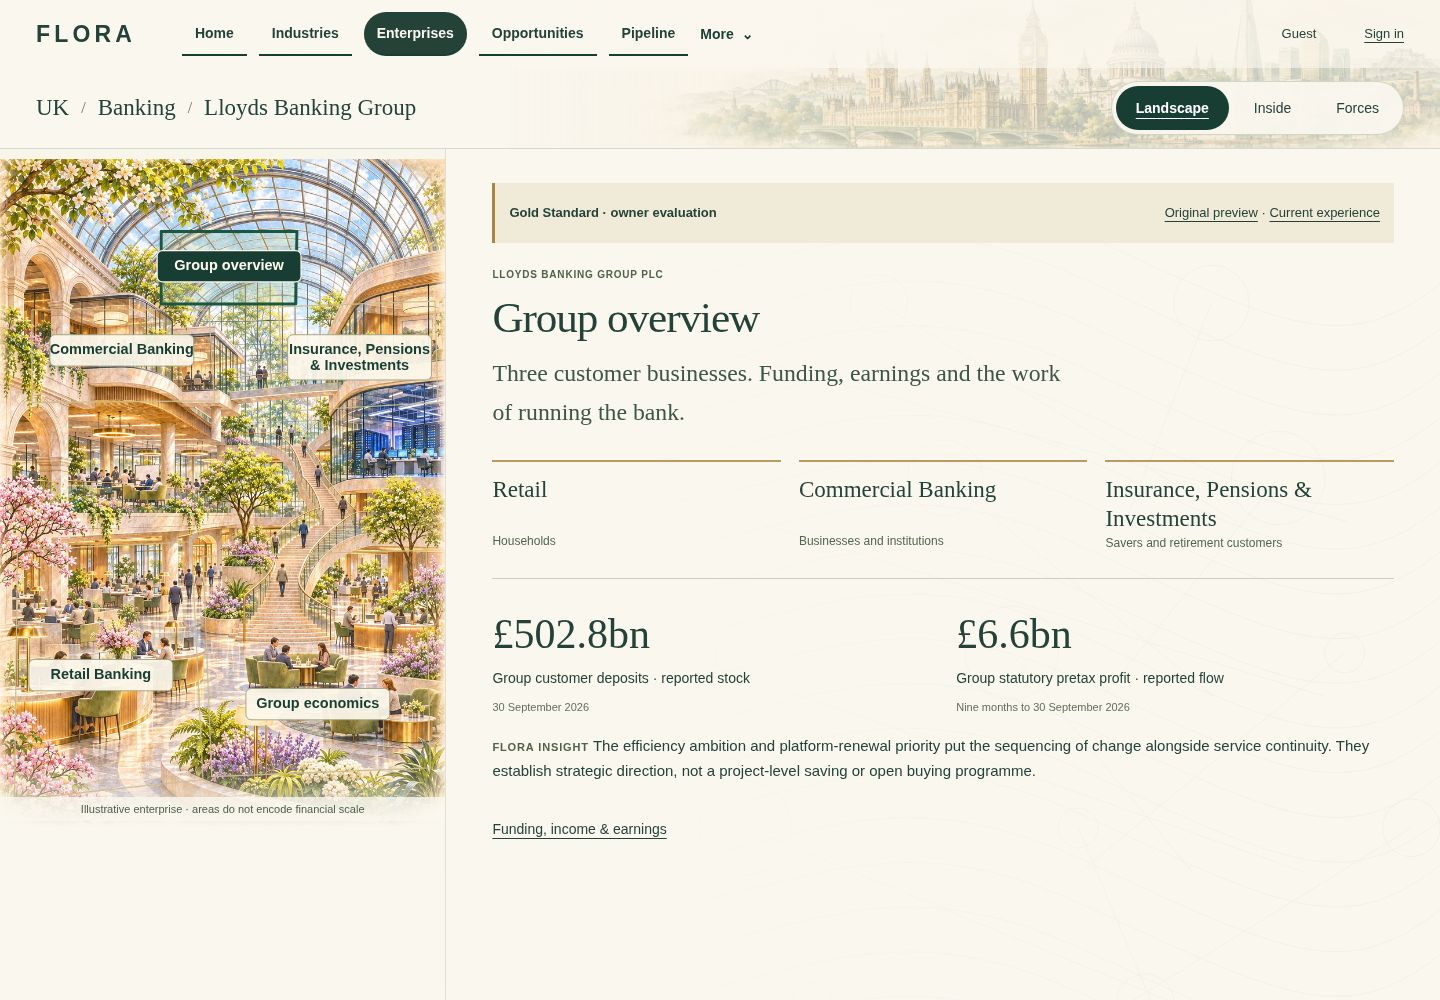 FLORA
Home
Industries
Enterprises
Opportunities
Pipeline
More
Guest
Sign in
UK / Banking / Lloyds Banking Group
Landscape
Inside
Forces
Group overview
Commercial Banking
Insurance, Pensions
& Investments
Retail Banking
Group economics
Illustrative enterprise · areas do not encode financial scale
Gold Standard · owner evaluation
Original preview · Current experience
LLOYDS BANKING GROUP PLC
Group overview
Three customer businesses. Funding, earnings and the work
of running the bank.
Retail
Households
Commercial Banking
Businesses and institutions
Insurance, Pensions &
Investments
Savers and retirement customers
£502.8bn
Group customer deposits · reported stock
30 September 2026
£6.6bn
Group statutory pretax profit · reported flow
Nine months to 30 September 2026
FLORA INSIGHT The efficiency ambition and platform-renewal priority put the sequencing of change alongside service continuity. They
establish strategic direction, not a project-level saving or open buying programme.
Funding, income & earnings